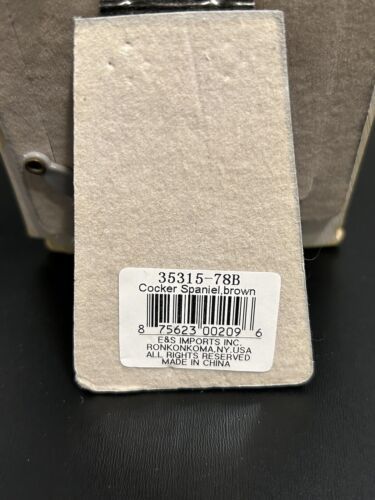 35315-78B
Cocker Spaniel,brown
8 75623 00209 6
E&S IMPORTS INC.
RONKONKOMA,NY.USA
ALL RIGHTS RESERVED
MADE IN CHINA